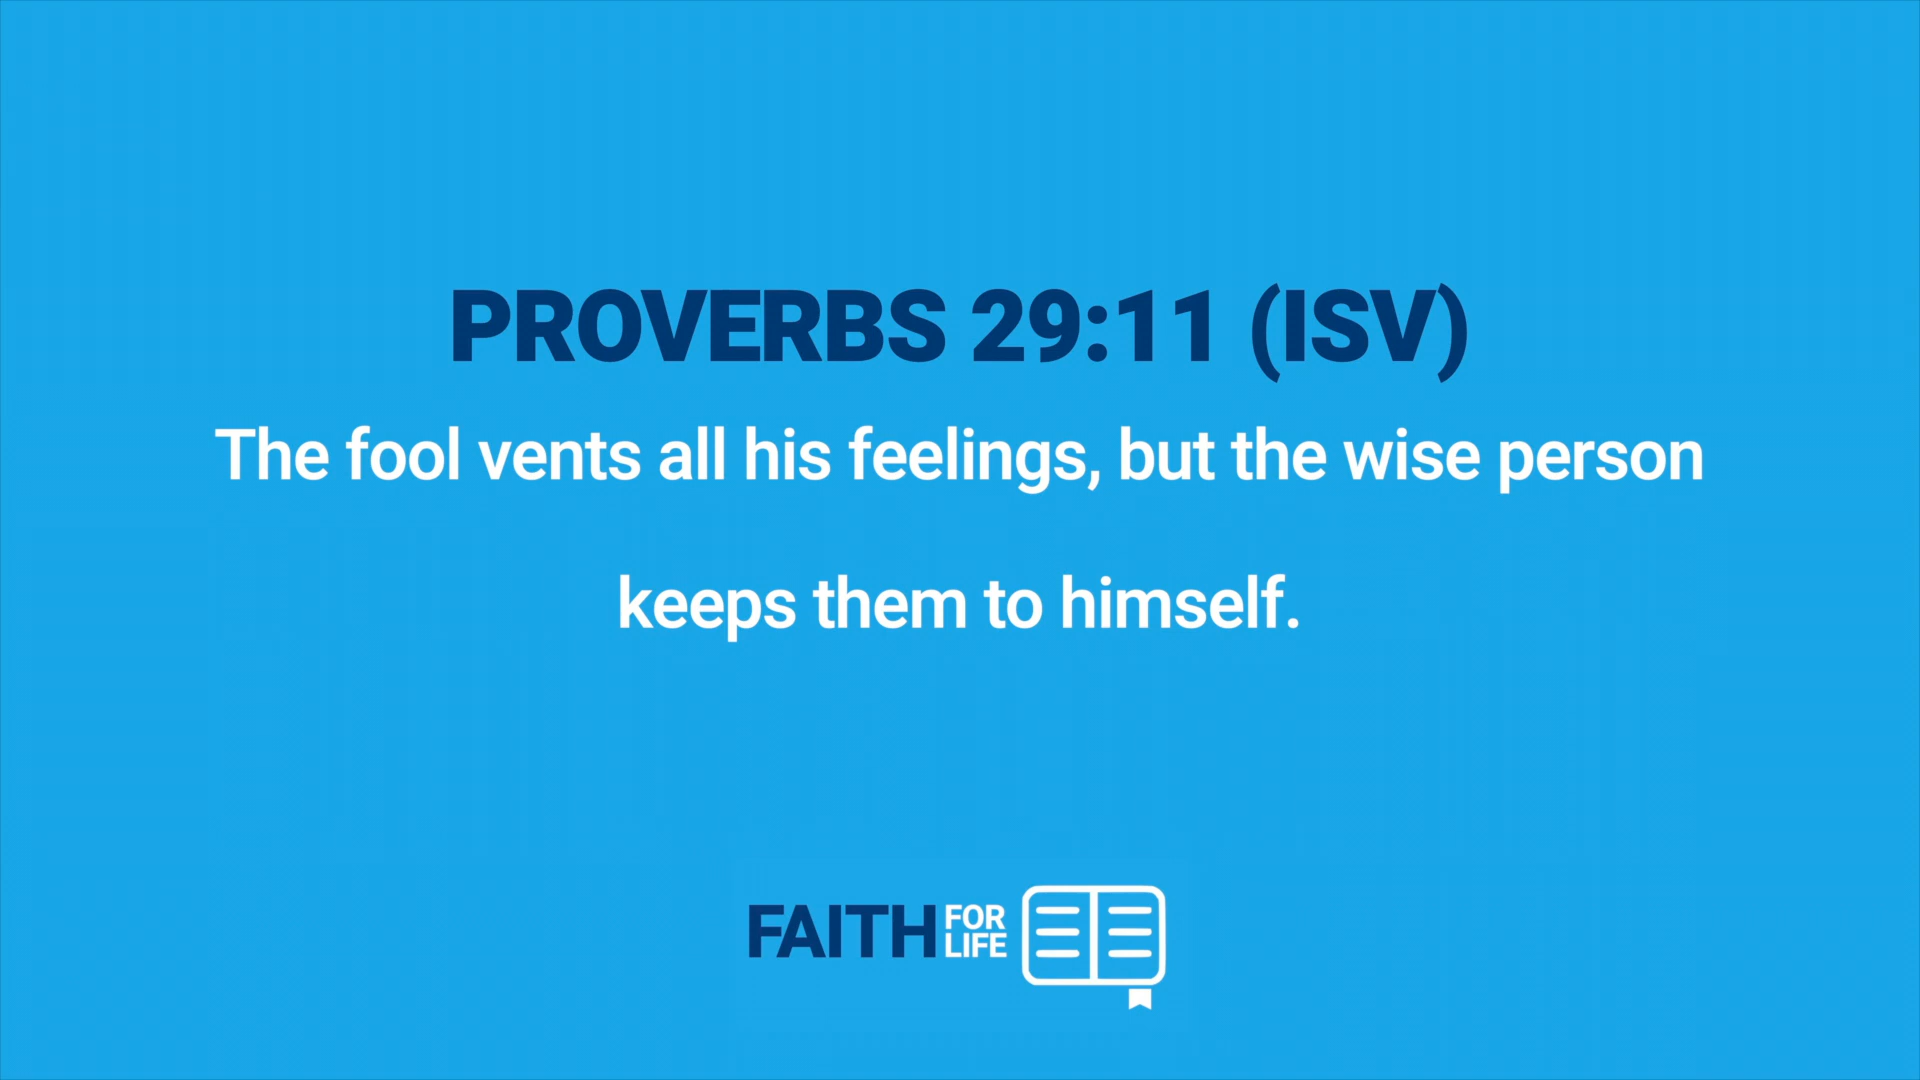 PROVERBS 29:11 (ISV)
The fool vents all his feelings, but the wise person
keeps them to himself.
FAITH FOR
LIFE